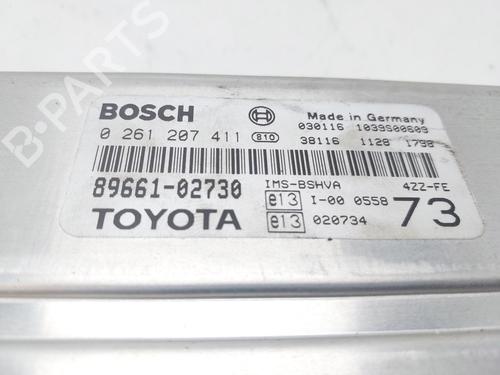 BOSCH
Made in Germany
0 261 207 411 810
030116 1039S00609
38116 1128 1738
89661-02730
IMS-BSHVA 4ZZ-FE
TOYOTA
e13 I-00 0558
e13 020734
73
B-PARTS